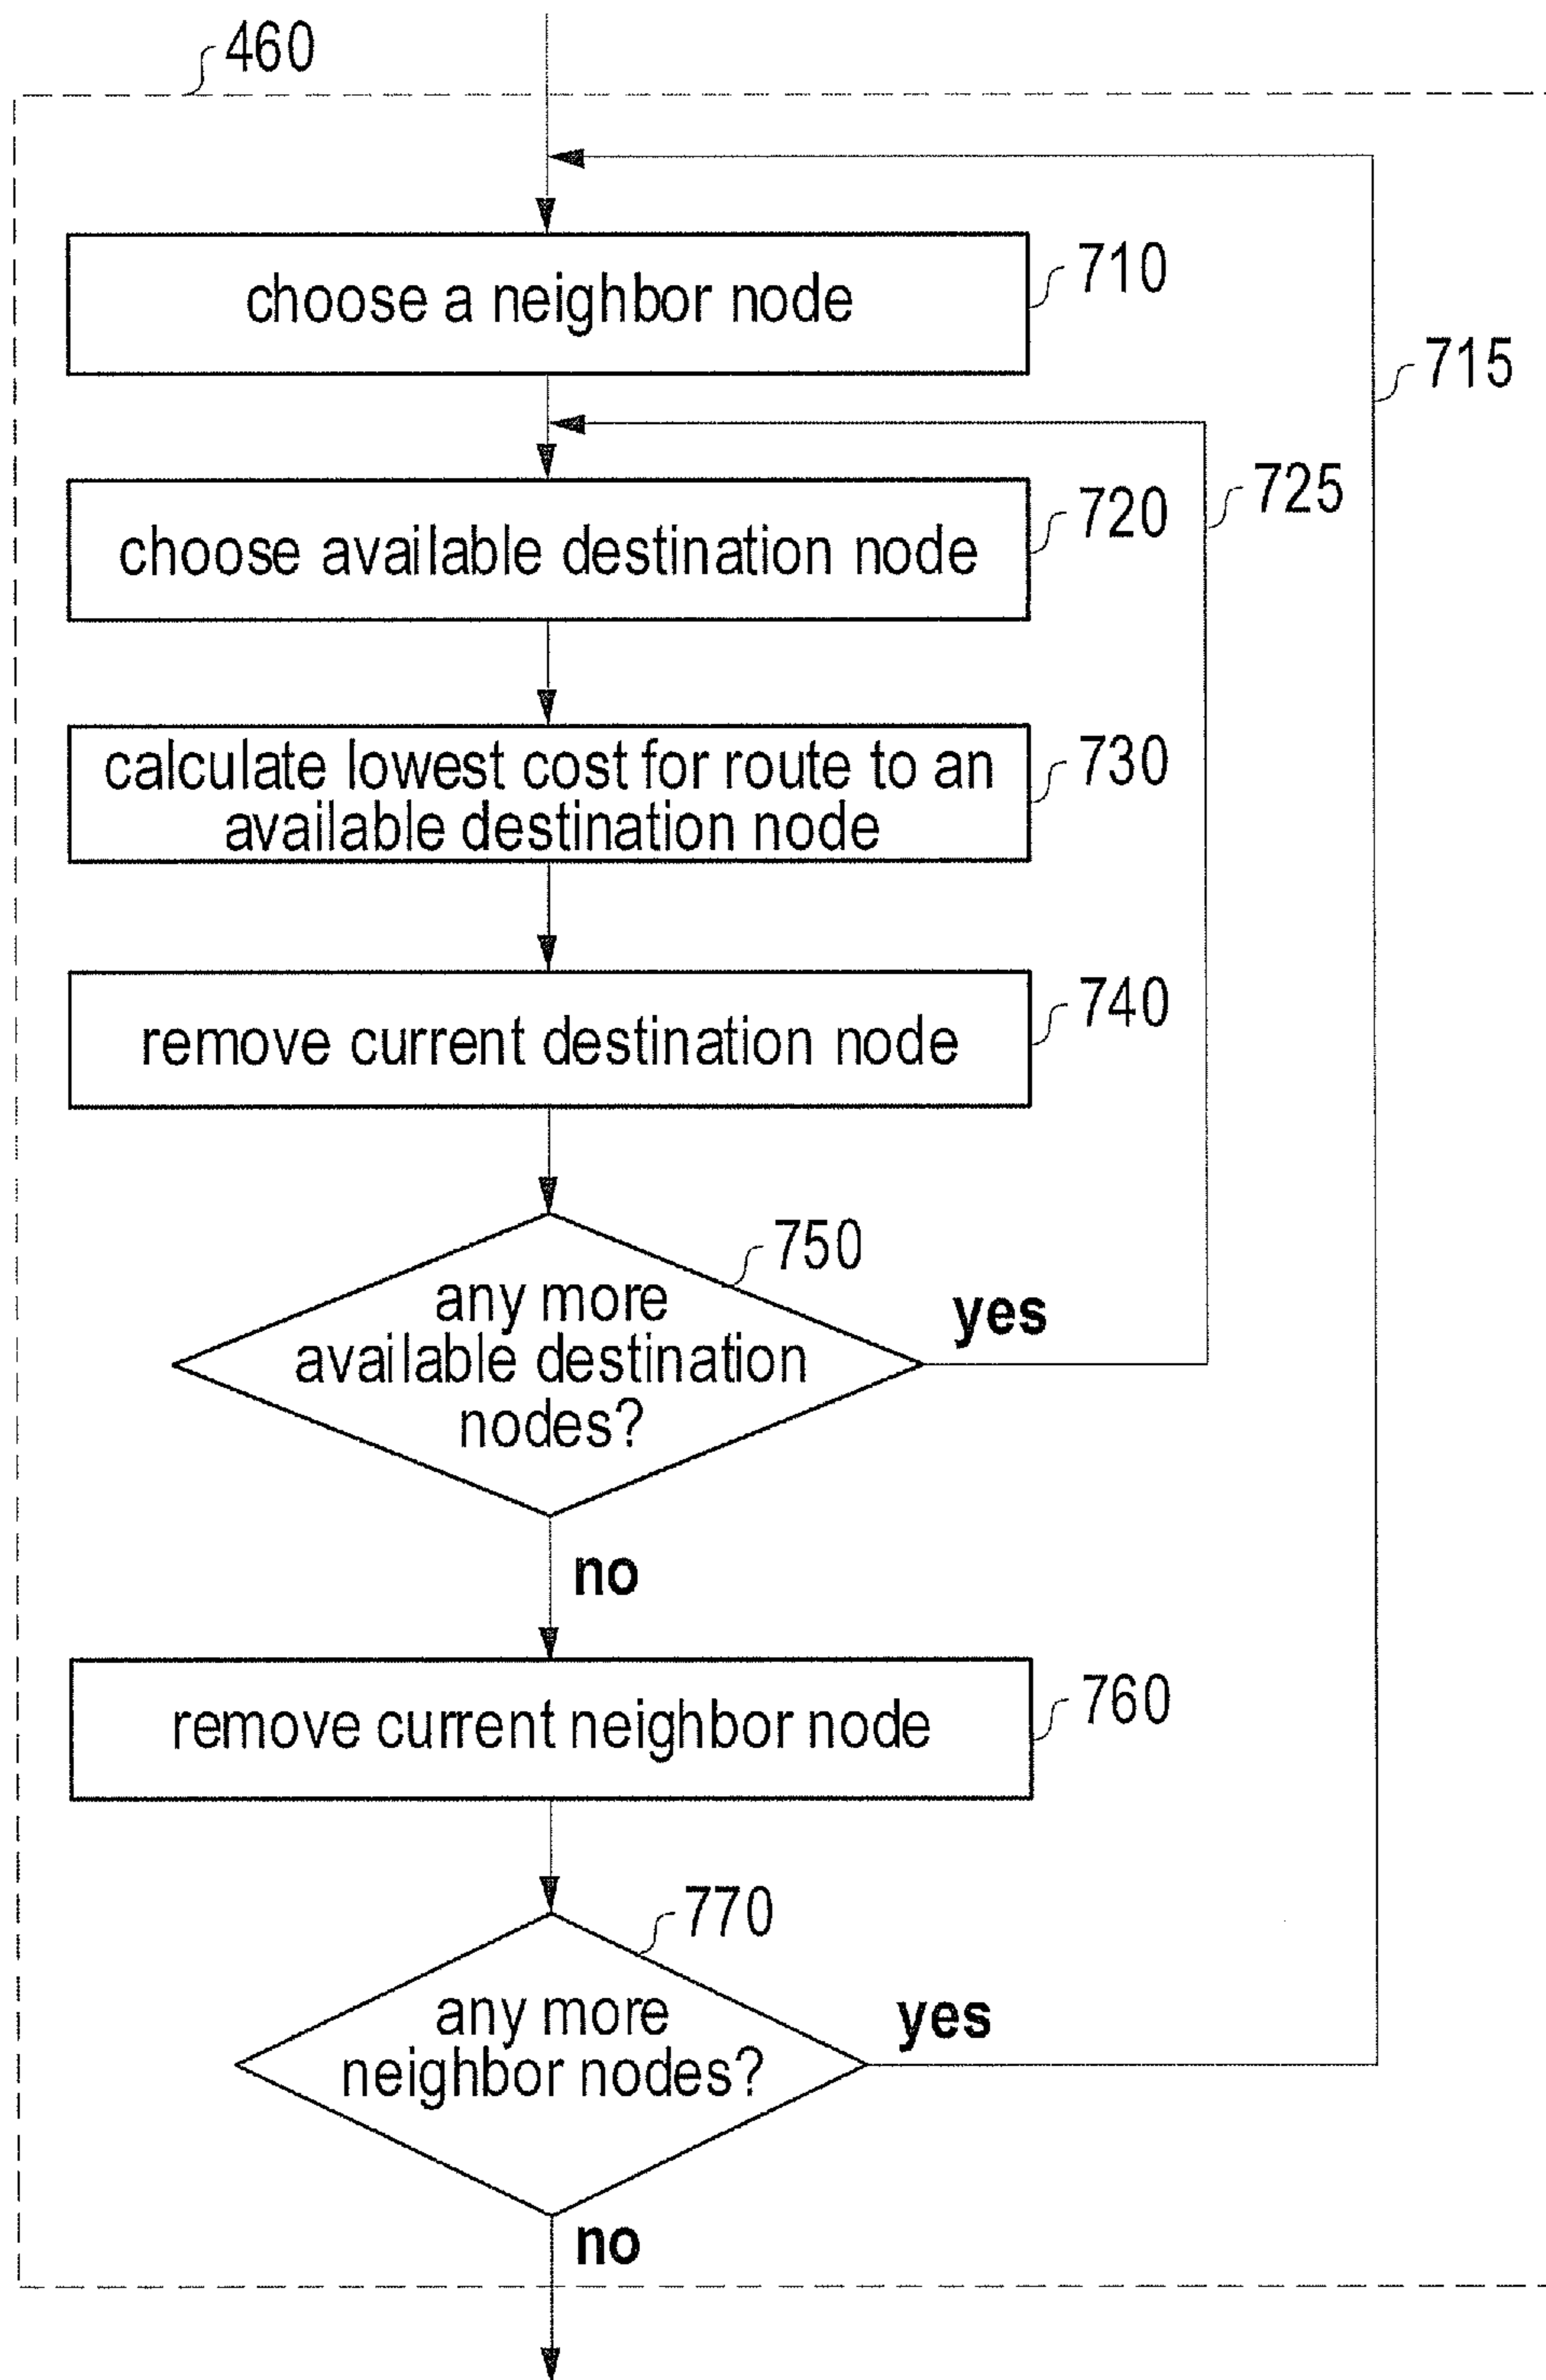 460
choose a neighbor node
710
715
725
choose available destination node
720
calculate lowest cost for route to an
available destination node
730
remove current destination node
740
750
any more
available destination
nodes?
yes
no
remove current neighbor node
760
770
any more
neighbor nodes?
yes
no